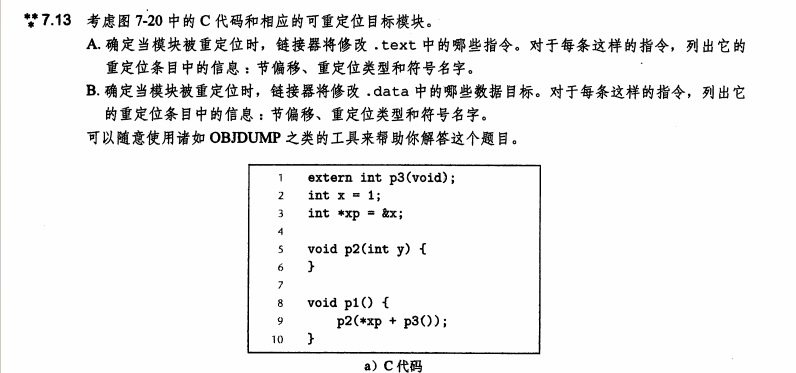 ** 7.13 考虑图 7-20 中的 C 代码和相应的可重定位目标模块。
*
A. 确定当模块被重定位时，链接器将修改 .text 中的哪些指令。对于每条这样的指令，列出它的
重定位条目中的信息：节偏移、重定位类型和符号名字。
B. 确定当模块被重定位时，链接器将修改 .data 中的哪些数据目标。对于每条这样的指令，列出它
的重定位条目中的信息：节偏移、重定位类型和符号名字。
可以随意使用诸如 OBJDUMP 之类的工具来帮助你解答这个题目。
1 extern int p3(void);
2 int x = 1;
3 int *xp = &x;
4
5 void p2(int y) {
6 }
7
8 void p1() {
9 p2(*xp + p3());
10 }
a）C 代码